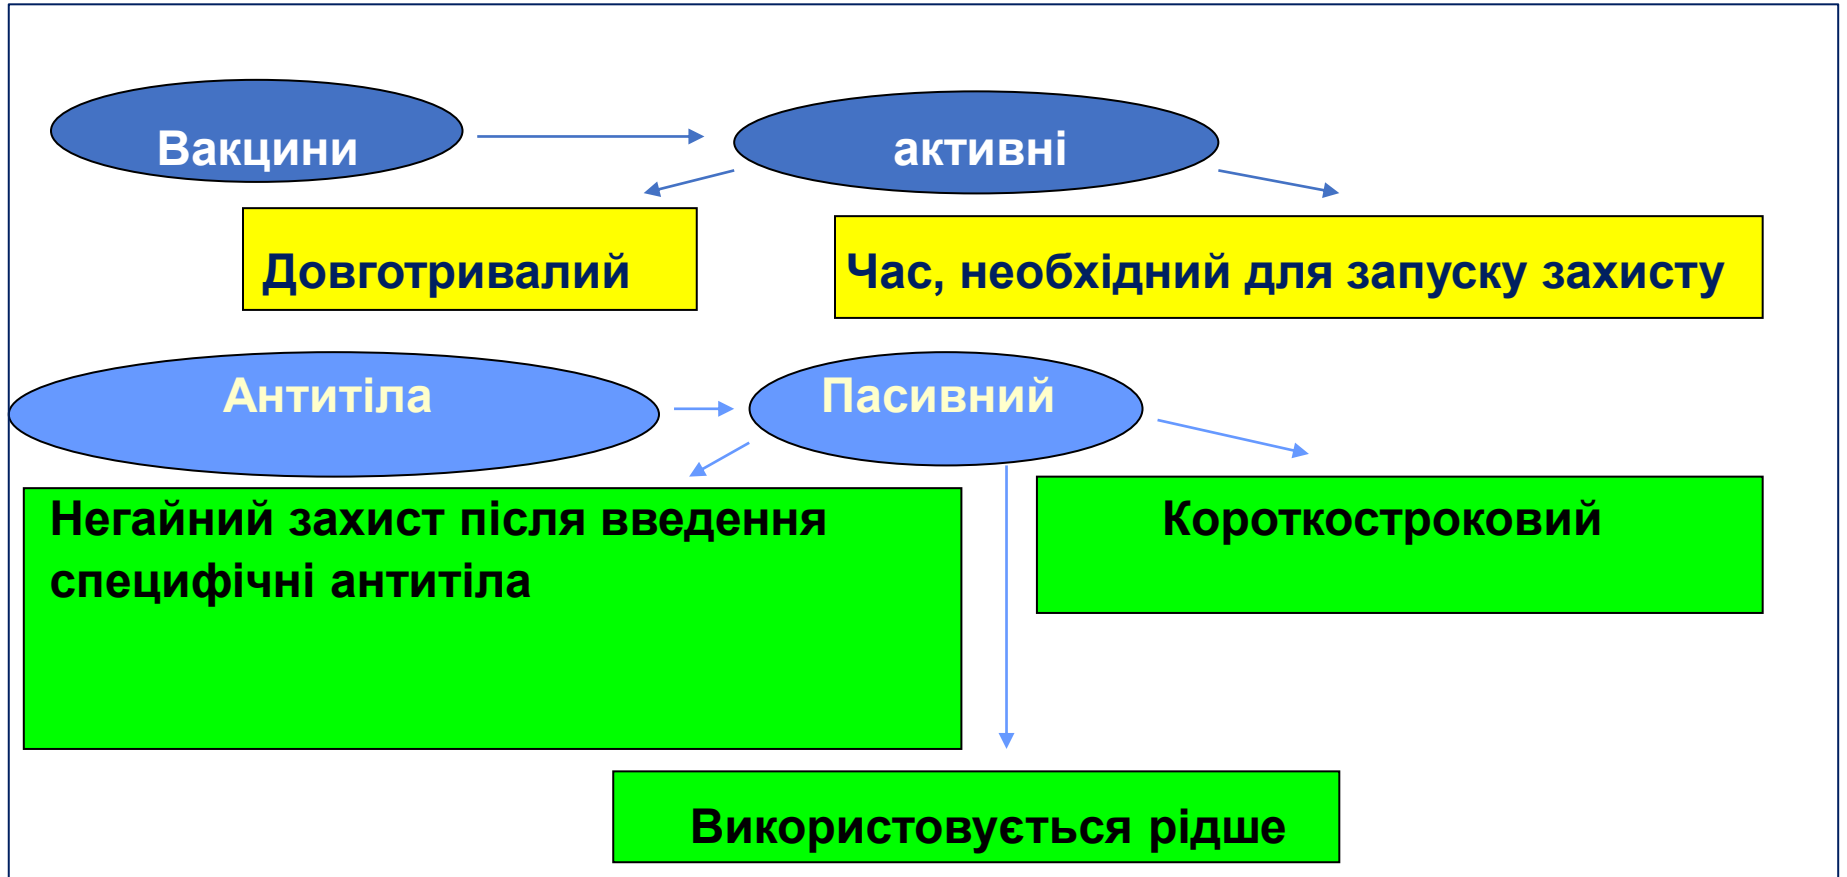 Вакцини
активні
Довготривалий
Час, необхідний для запуску захисту
Антитіла
Пасивний
Негайний захист після введення
специфічні антитіла
Короткостроковий
Використовується рідше